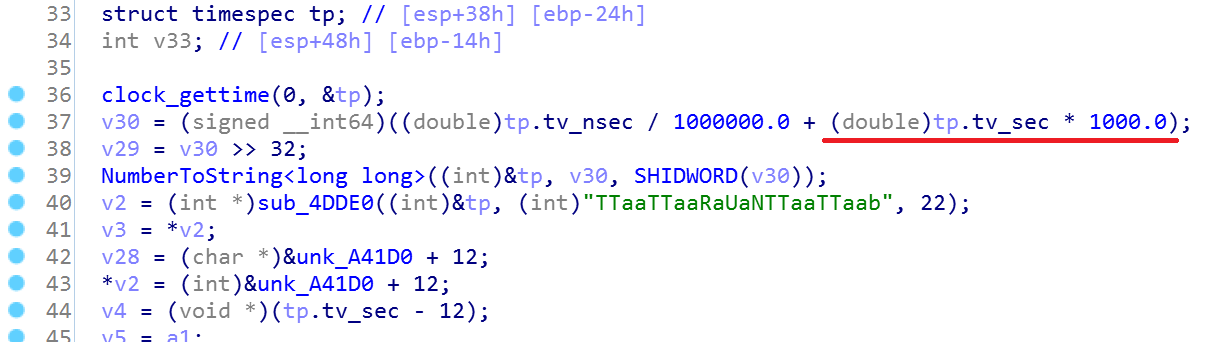 33 struct timespec tp; // [esp+38h] [ebp-24h]
34 int v33; // [esp+48h] [ebp-14h]
35
36 clock_gettime(0, &tp);
37 v30 = (signed __int64)((double)tp.tv_nsec / 1000000.0 + (double)tp.tv_sec * 1000.0);
38 v29 = v30 >> 32;
39 NumberToString<long long>((int)&tp, v30, SHIDWORD(v30));
40 v2 = (int *)sub_4DDE0((int)&tp, (int)"TTaaTTaaRaUaNTTaaTTaab", 22);
41 v3 = *v2;
42 v28 = (char *)&unk_A41D0 + 12;
43 *v2 = (int)&unk_A41D0 + 12;
44 v4 = (void *)(tp.tv_sec - 12);
45 v5 = a1;